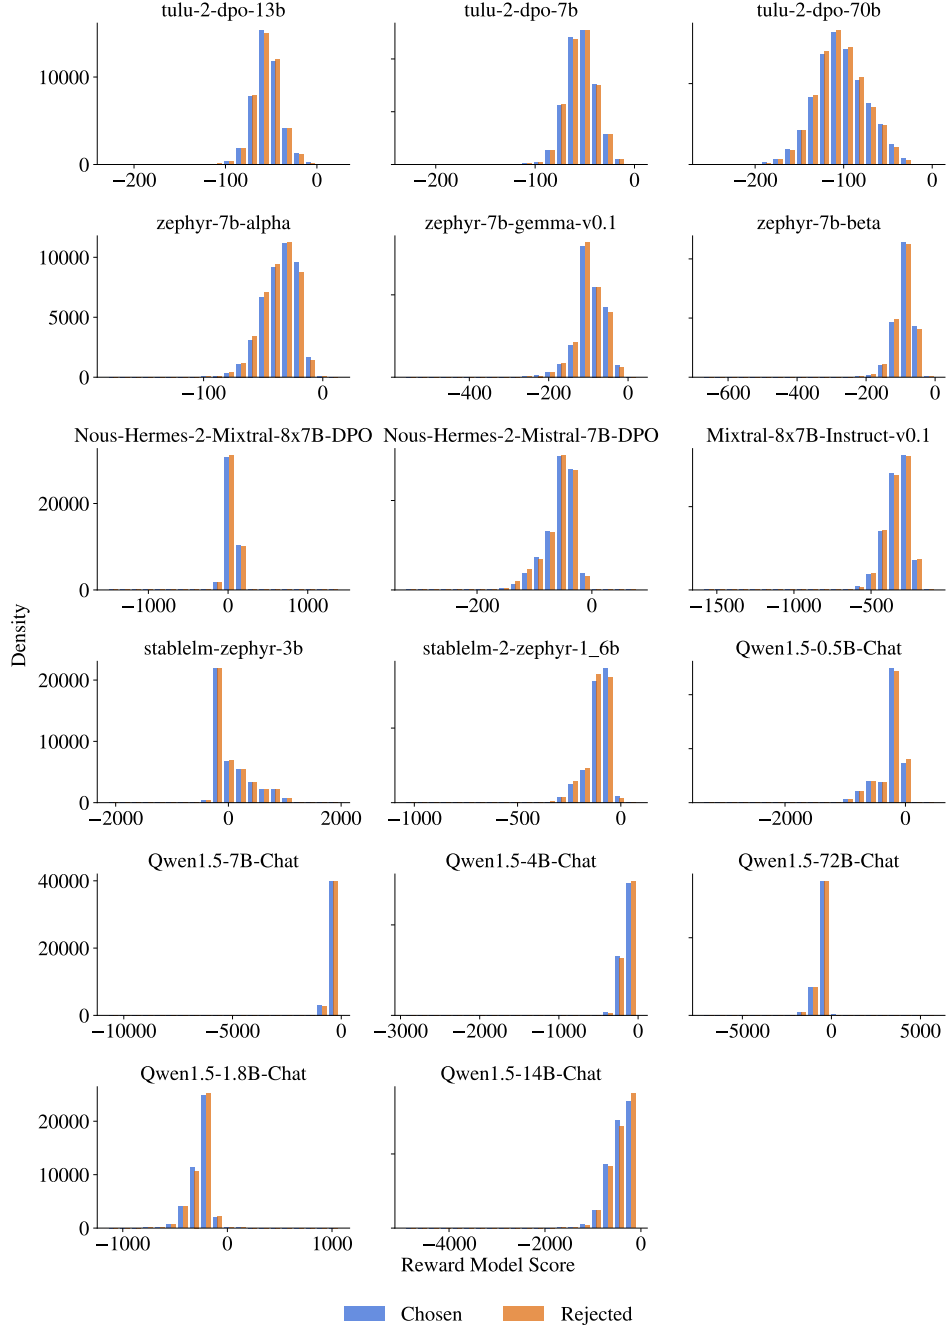 tulu-2-dpo-13b tulu-2-dpo-7b tulu-2-dpo-70b
10000
0
−200 −100 0 −200 −100 0 −200 −100 0
zephyr-7b-alpha zephyr-7b-gemma-v0.1 zephyr-7b-beta
10000
5000
0
−100 0 −400 −200 0 −600 −400 −200 0
Nous-Hermes-2-Mixtral-8x7B-DPO Nous-Hermes-2-Mistral-7B-DPO Mixtral-8x7B-Instruct-v0.1
20000
0
−1000 0 1000 −200 0 −1500 −1000 −500
Density
stablelm-zephyr-3b stablelm-2-zephyr-1_6b Qwen1.5-0.5B-Chat
20000
10000
0
−2000 0 2000 −1000 −500 0 −2000 0
Qwen1.5-7B-Chat Qwen1.5-4B-Chat Qwen1.5-72B-Chat
40000
20000
0
−10000 −5000 0 −3000 −2000 −1000 0 −5000 0 5000
Qwen1.5-1.8B-Chat Qwen1.5-14B-Chat
20000
10000
0
−1000 0 1000 −4000 −2000 0
Reward Model Score
Chosen Rejected